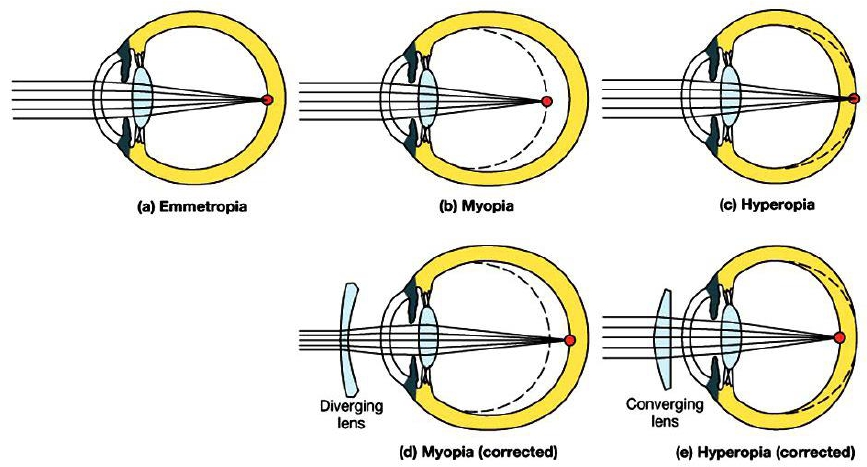 (a) Emmetropia
(b) Myopia
(c) Hyperopia
Diverging
lens
Converging
lens
(d) Myopia (corrected)
(e) Hyperopia (corrected)